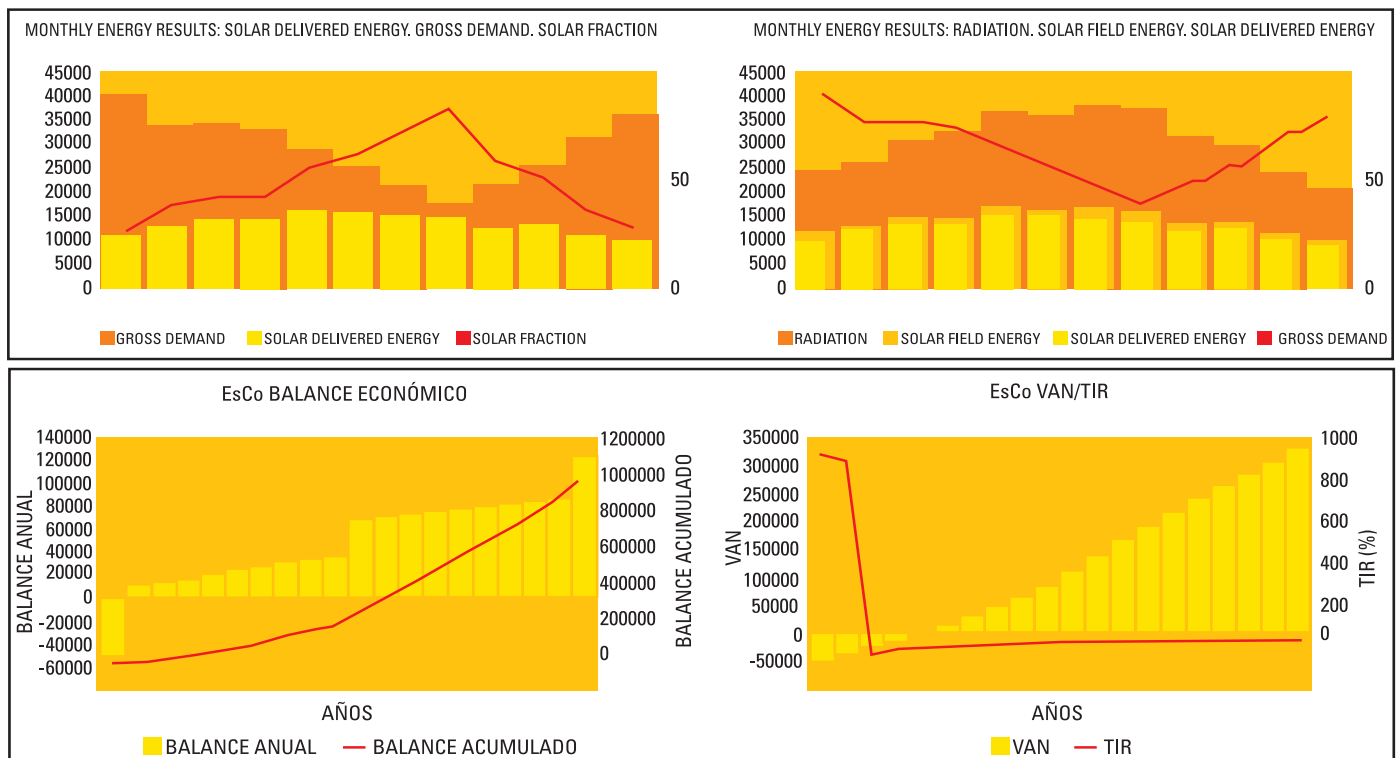 MONTHLY ENERGY RESULTS: SOLAR DELIVERED ENERGY. GROSS DEMAND. SOLAR FRACTION
45000
40000
35000
30000
25000
20000
15000
10000
5000
0
50
0
GROSS DEMAND
SOLAR DELIVERED ENERGY
SOLAR FRACTION
MONTHLY ENERGY RESULTS: RADIATION. SOLAR FIELD ENERGY. SOLAR DELIVERED ENERGY
45000
40000
35000
30000
25000
20000
15000
10000
5000
0
50
0
RADIATION
SOLAR FIELD ENERGY
SOLAR DELIVERED ENERGY
GROSS DEMAND
EsCo BALANCE ECONÓMICO
BALANCE ANUAL
140000
120000
100000
80000
60000
40000
20000
0
-20000
-40000
-60000
1200000
1000000
800000
600000
400000
200000
0
BALANCE ACUMULADO
AÑOS
BALANCE ANUAL
BALANCE ACUMULADO
EsCo VAN/TIR
VAN
350000
300000
250000
200000
150000
100000
50000
0
-50000
1000
800
600
400
200
0
TIR (%)
AÑOS
VAN
TIR